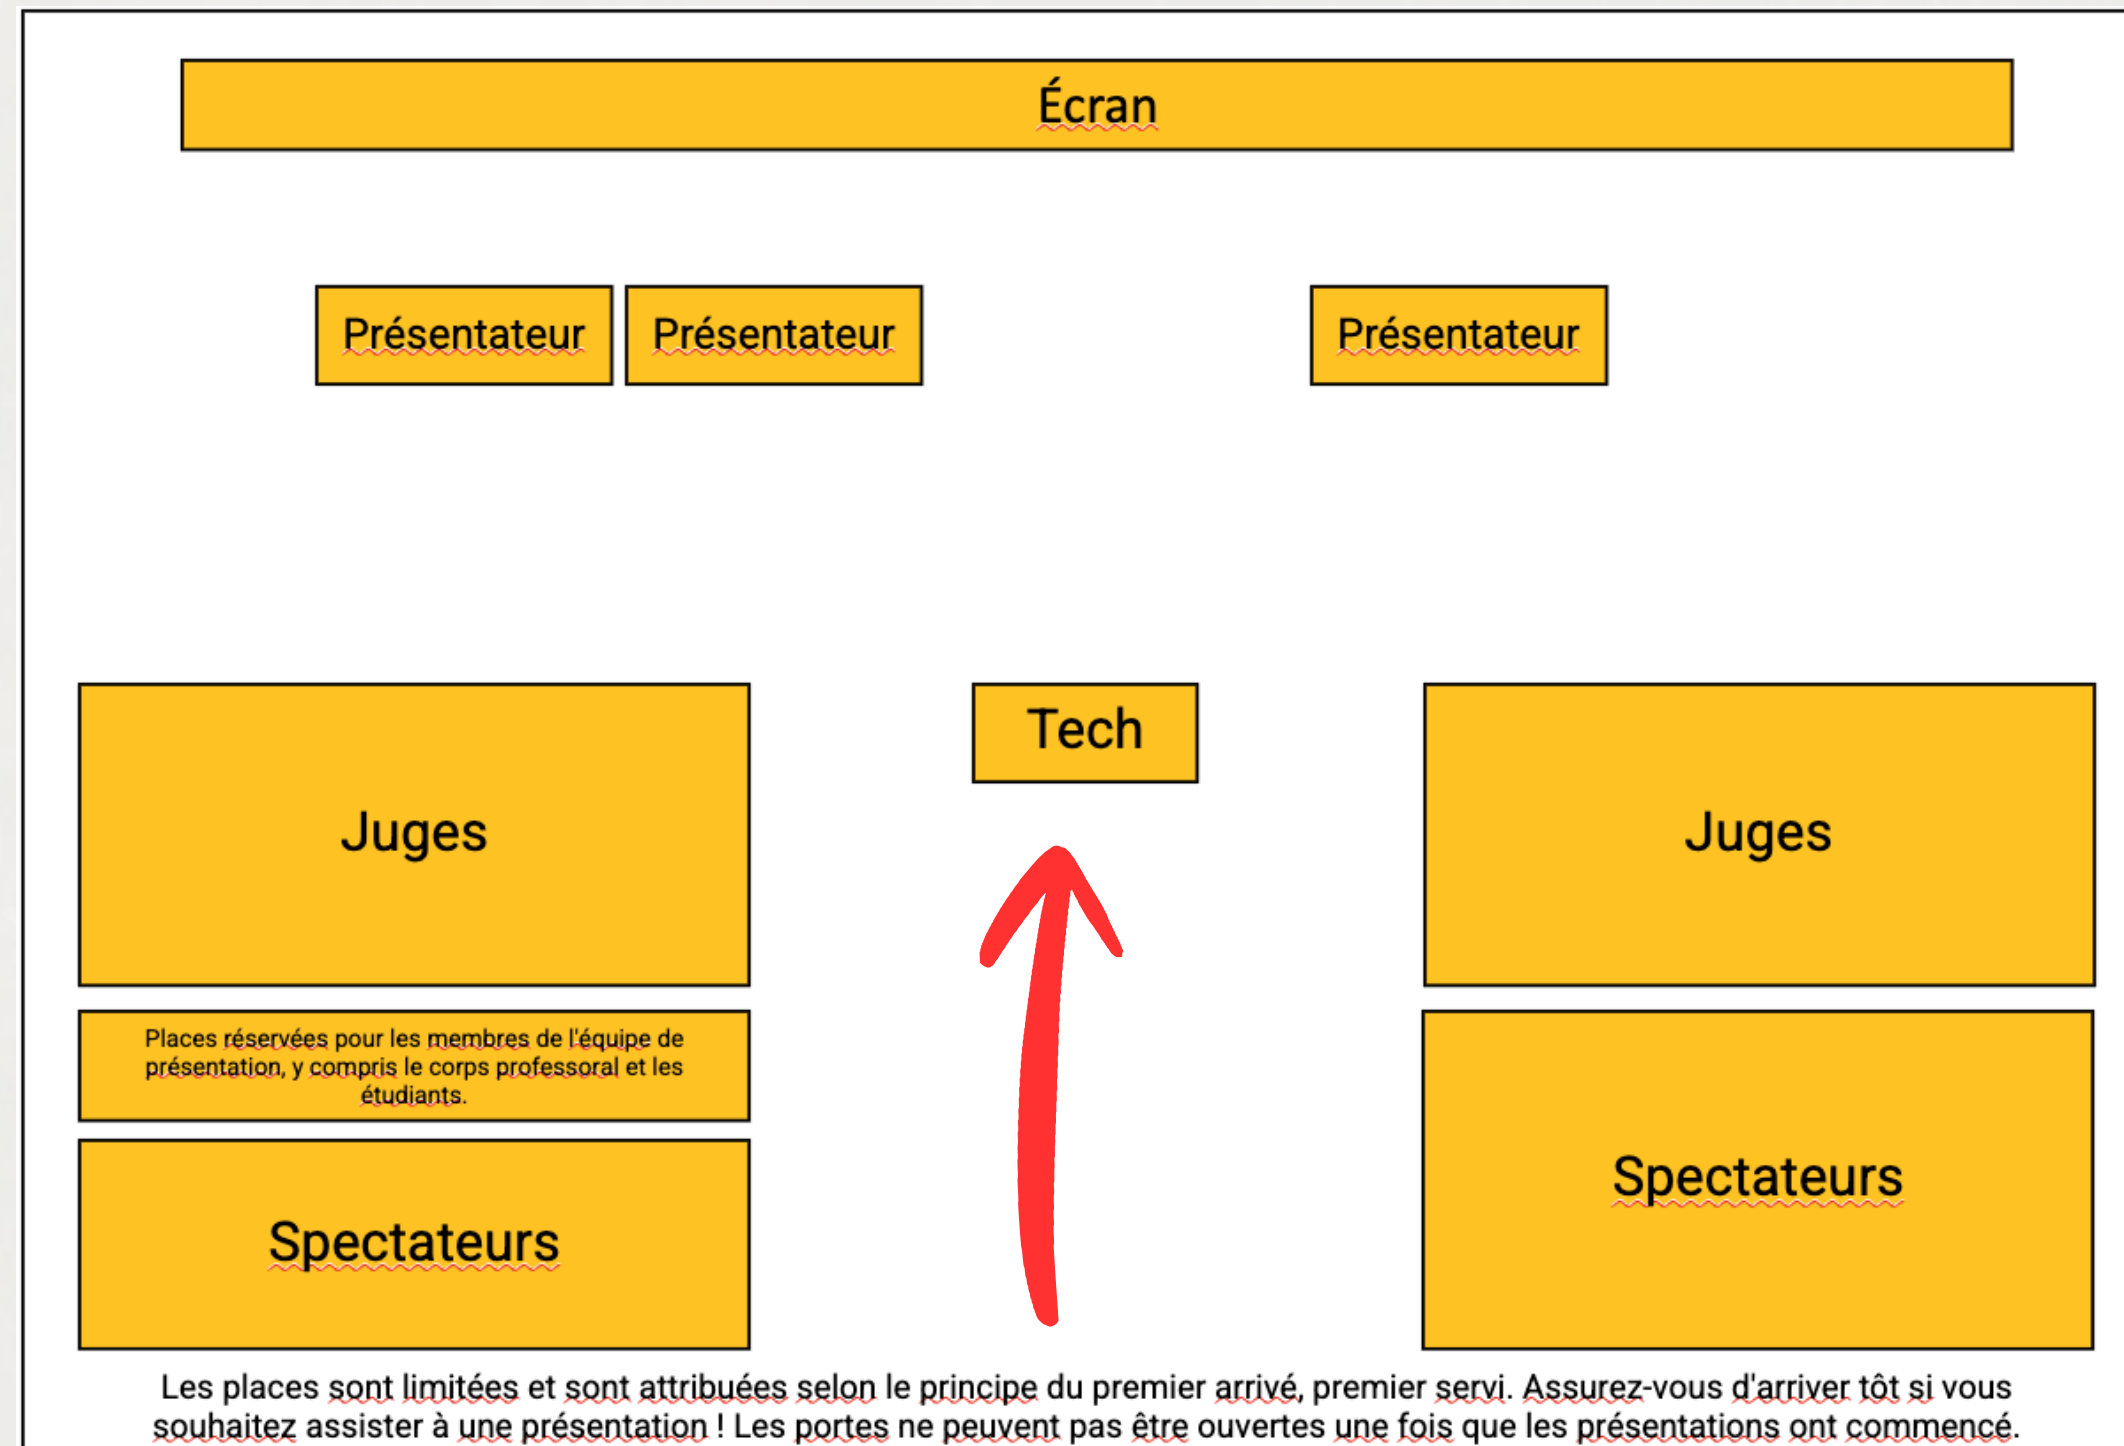 Écran
Présentateur
Présentateur
Présentateur
Juges
Tech
Juges
Places réservées pour les membres de l'équipe de
présentation, y compris le corps professoral et les
étudiants.
Spectateurs
Spectateurs
Les places sont limitées et sont attribuées selon le principe du premier arrivé, premier servi. Assurez-vous d'arriver tôt si vous
souhaitez assister à une présentation ! Les portes ne peuvent pas être ouvertes une fois que les présentations ont commencé.